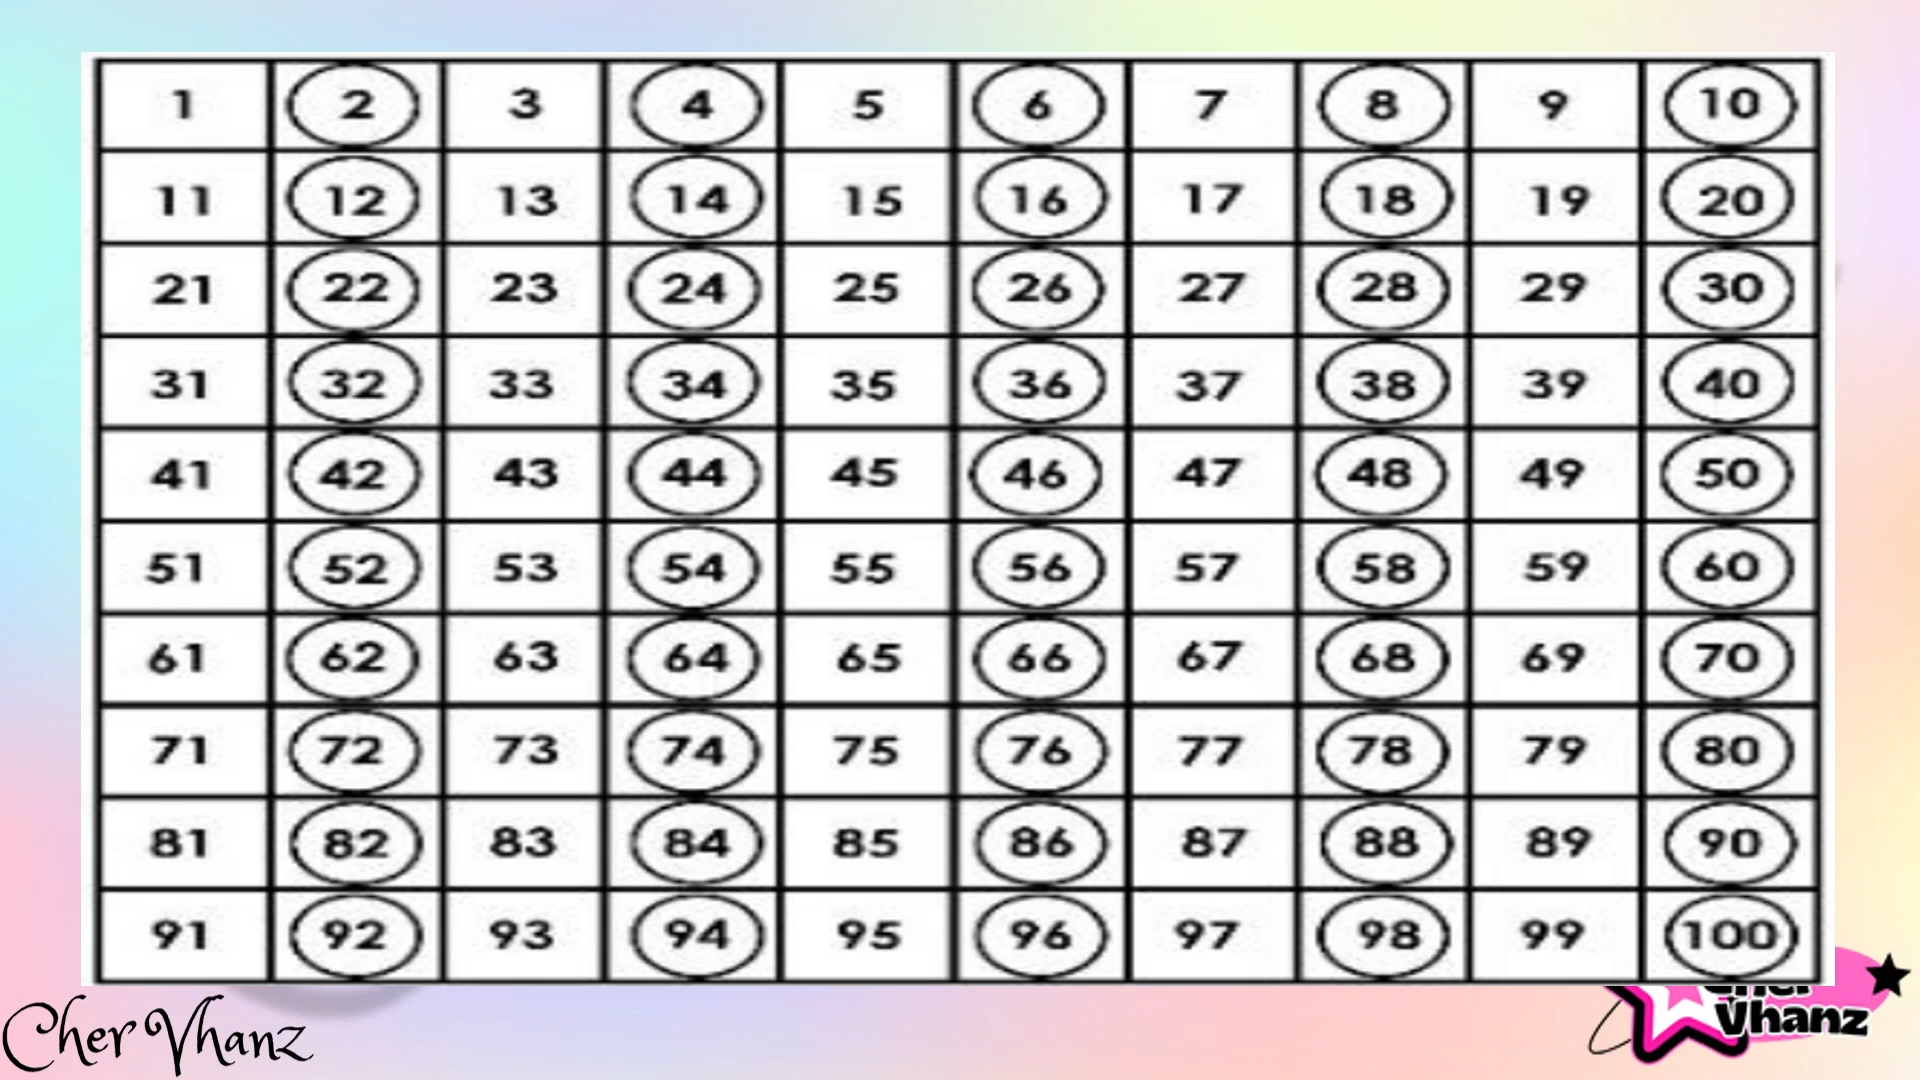 1 2 3 4 5 6 7 8 9 10
11 12 13 14 15 16 17 18 19 20
21 22 23 24 25 26 27 28 29 30
31 32 33 34 35 36 37 38 39 40
41 42 43 44 45 46 47 48 49 50
51 52 53 54 55 56 57 58 59 60
61 62 63 64 65 66 67 68 69 70
71 72 73 74 75 76 77 78 79 80
81 82 83 84 85 86 87 88 89 90
91 92 93 94 95 96 97 98 99 100
Cher Vhanz
Cher
Vhanz